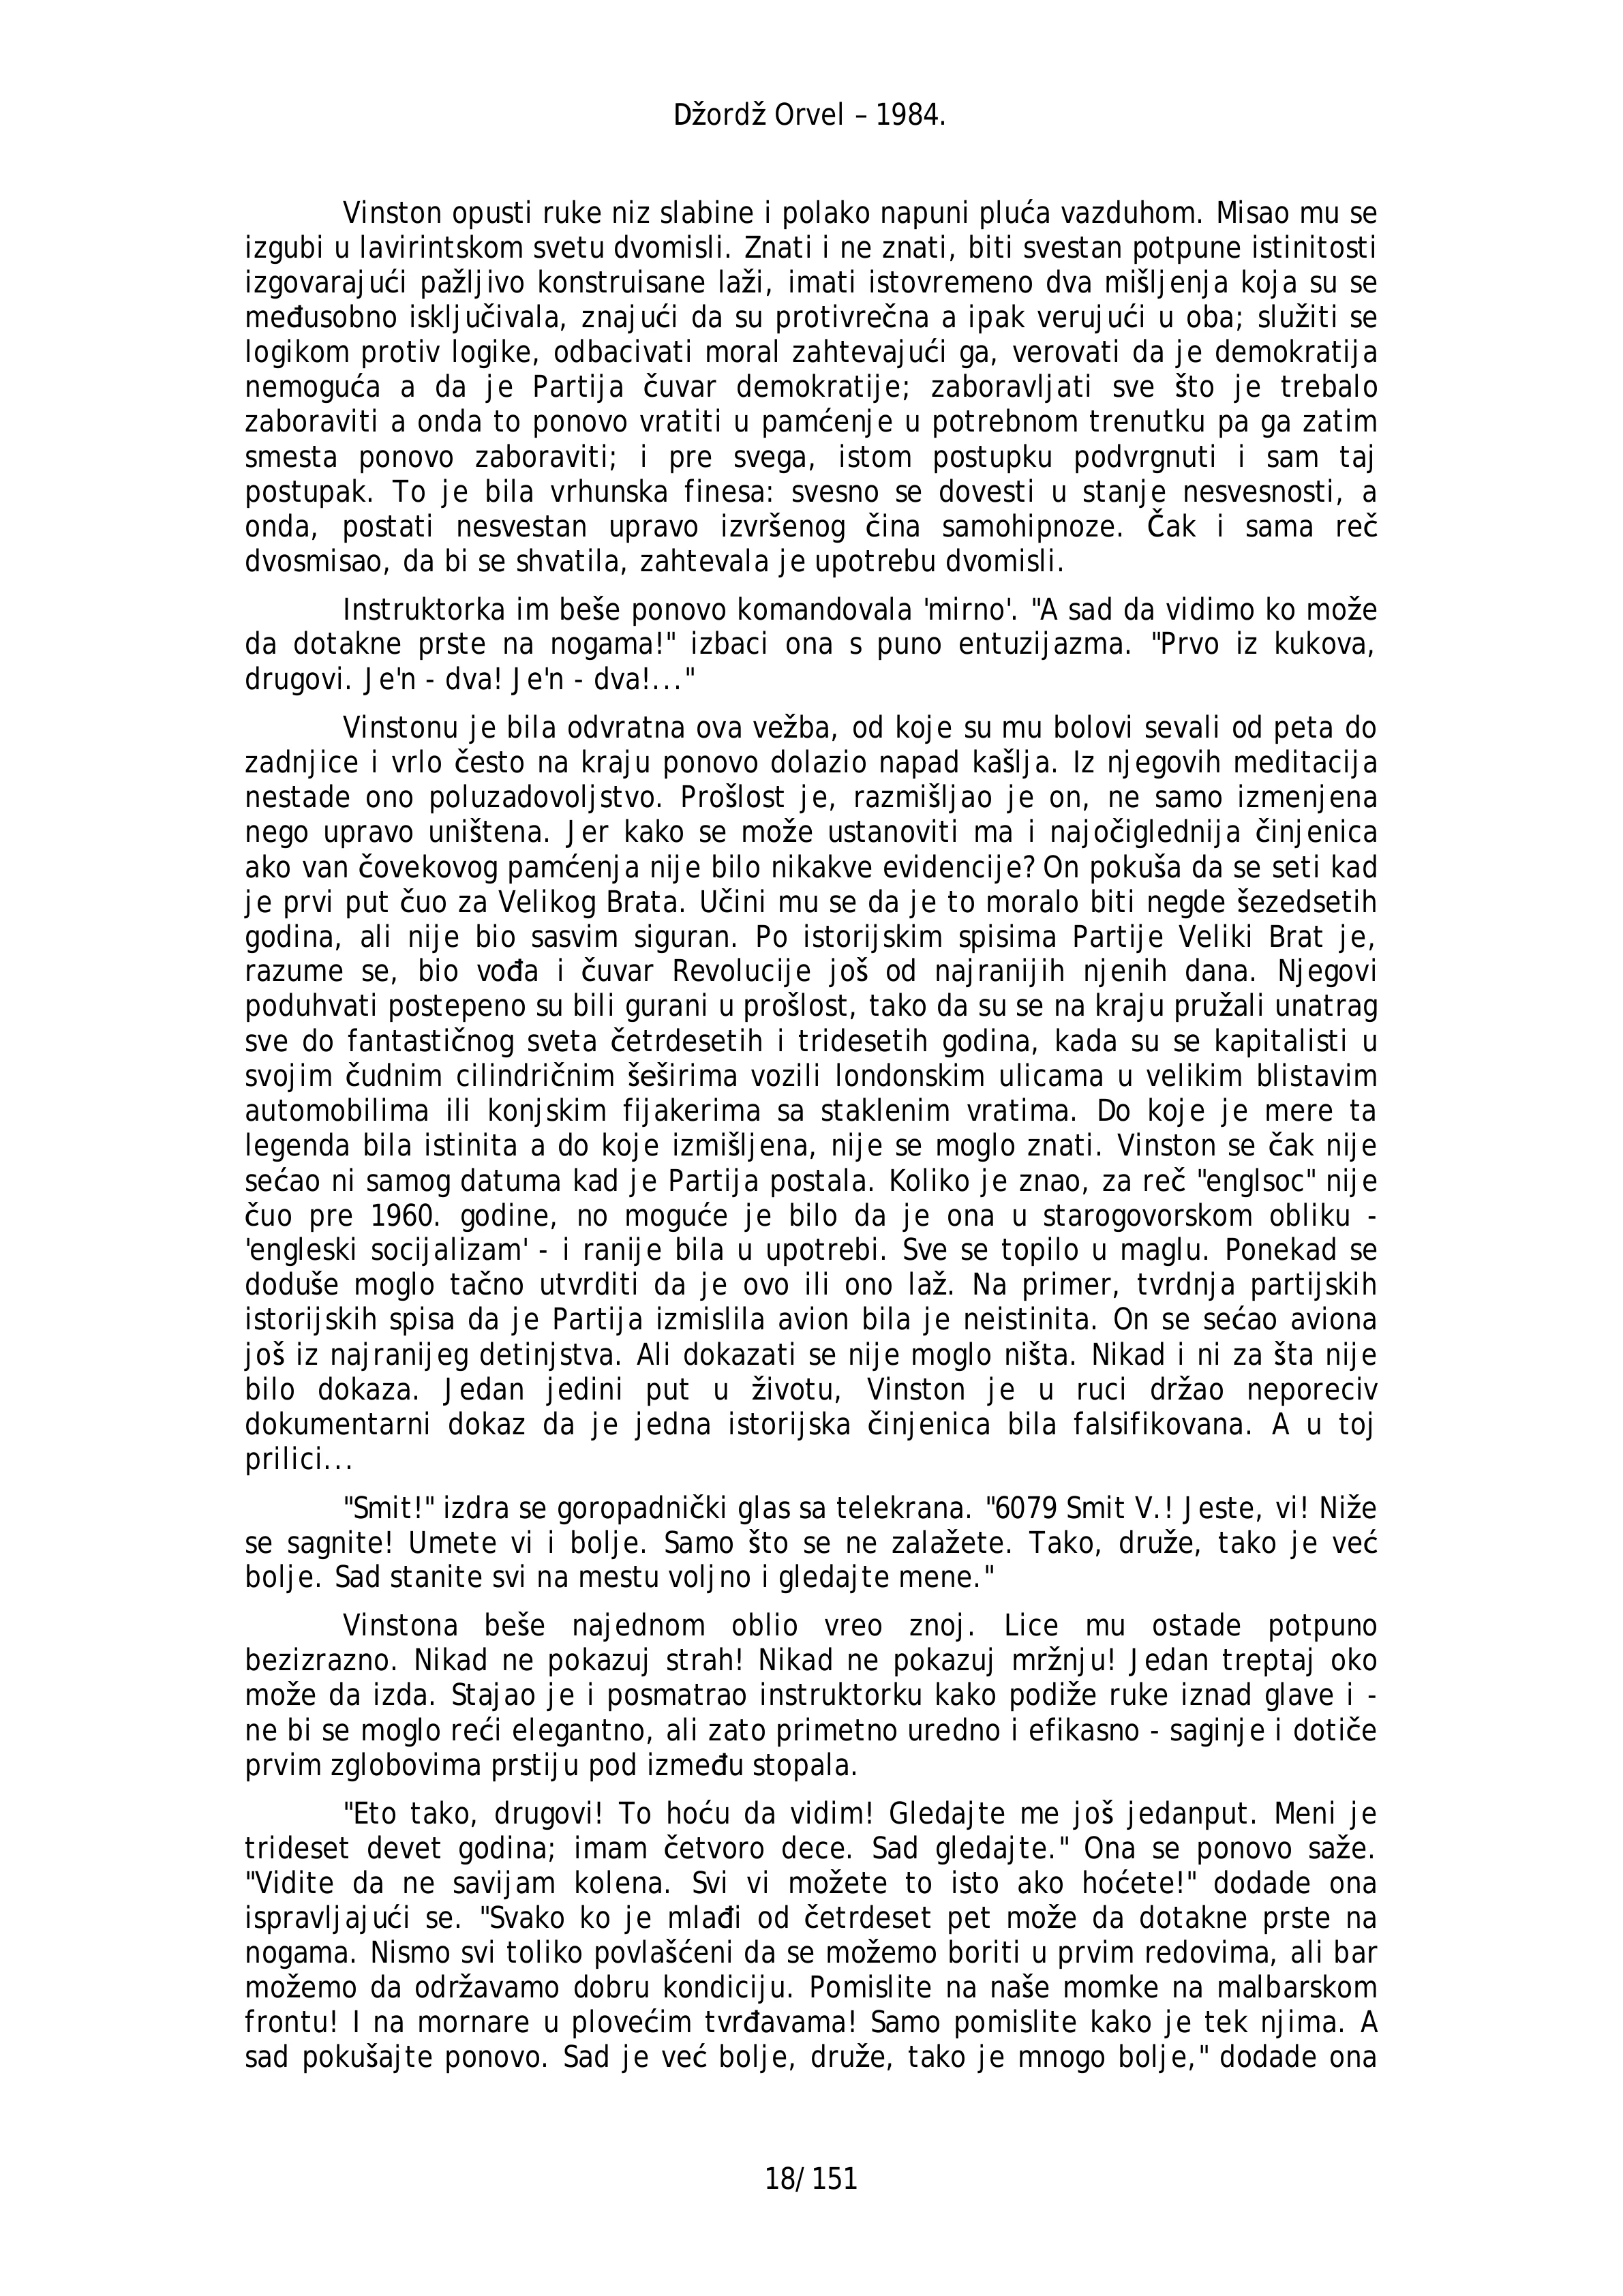 Džordž Orvel – 1984.
Vinston opusti ruke niz slabine i polako napuni pluća vazduhom. Misao mu se
izgubi u lavirintskom svetu dvomisli. Znati i ne znati, biti svestan potpune istinitosti
izgovarajući pažljivo konstruisane laži, imati istovremeno dva mišljenja koja su se
međusobno isključivala, znajući da su protivrečna a ipak verujući u oba; služiti se
logikom protiv logike, odbacivati moral zahtevajući ga, verovati da je demokratija
nemoguća a da je Partija čuvar demokratije; zaboravljati sve što je trebalo
zaboraviti a onda to ponovo vratiti u pamćenje u potrebnom trenutku pa ga zatim
smesta ponovo zaboraviti; i pre svega, istom postupku podvrgnuti i sam taj
postupak. To je bila vrhunska finesa: svesno se dovesti u stanje nesvesnosti, a
onda, postati nesvestan upravo izvršenog čina samohipnoze. Čak i sama reč
dvosmisao, da bi se shvatila, zahtevala je upotrebu dvomisli.
Instruktorka im beše ponovo komandovala 'mirno'. "A sad da vidimo ko može
da dotakne prste na nogama!" izbaci ona s puno entuzijazma. "Prvo iz kukova,
drugovi. Je'n - dva! Je'n - dva!..."
Vinstonu je bila odvratna ova vežba, od koje su mu bolovi sevali od peta do
zadnjice i vrlo često na kraju ponovo dolazio napad kašlja. Iz njegovih meditacija
nestade ono poluzadovoljstvo. Prošlost je, razmišljao je on, ne samo izmenjena
nego upravo uništena. Jer kako se može ustanoviti ma i najočiglednija činjenica
ako van čovekovog pamćenja nije bilo nikakve evidencije? On pokuša da se seti kad
je prvi put čuo za Velikog Brata. Učini mu se da je to moralo biti negde šezedsetih
godina, ali nije bio sasvim siguran. Po istorijskim spisima Partije Veliki Brat je,
razume se, bio vođa i čuvar Revolucije još od najranijih njenih dana. Njegovi
poduhvati postepeno su bili gurani u prošlost, tako da su se na kraju pružali unatrag
sve do fantastičnog sveta četrdesetih i tridesetih godina, kada su se kapitalisti u
svojim čudnim cilindričnim šeširima vozili londonskim ulicama u velikim blistavim
automobilima ili konjskim fijakerima sa staklenim vratima. Do koje je mere ta
legenda bila istinita a do koje izmišljena, nije se moglo znati. Vinston se čak nije
sećao ni samog datuma kad je Partija postala. Koliko je znao, za reč "englsoc" nije
čuo pre 1960. godine, no moguće je bilo da je ona u starogovorskom obliku -
'engleski socijalizam' - i ranije bila u upotrebi. Sve se topilo u maglu. Ponekad se
doduše moglo tačno utvrditi da je ovo ili ono laž. Na primer, tvrdnja partijskih
istorijskih spisa da je Partija izmislila avion bila je neistinita. On se sećao aviona
još iz najranijeg detinjstva. Ali dokazati se nije moglo ništa. Nikad i ni za šta nije
bilo dokaza. Jedan jedini put u životu, Vinston je u ruci držao neporeciv
dokumentarni dokaz da je jedna istorijska činjenica bila falsifikovana. A u toj
prilici...
"Smit!" izdra se goropadnički glas sa telekrana. "6079 Smit V.! Jeste, vi! Niže
se sagnite! Umete vi i bolje. Samo što se ne zalažete. Tako, druže, tako je već
bolje. Sad stanite svi na mestu voljno i gledajte mene."
Vinstona beše najednom oblio vreo znoj. Lice mu ostade potpuno
bezizrazno. Nikad ne pokazuj strah! Nikad ne pokazuj mržnju! Jedan treptaj oko
može da izda. Stajao je i posmatrao instruktorku kako podiže ruke iznad glave i -
ne bi se moglo reći elegantno, ali zato primetno uredno i efikasno - saginje i dotiče
prvim zglobovima prstiju pod između stopala.
"Eto tako, drugovi! To hoću da vidim! Gledajte me još jedanput. Meni je
trideset devet godina; imam četvoro dece. Sad gledajte." Ona se ponovo saže.
"Vidite da ne savijam kolena. Svi vi možete to isto ako hoćete!" dodade ona
ispravljajući se. "Svako ko je mlađi od četrdeset pet može da dotakne prste na
nogama. Nismo svi toliko povlašćeni da se možemo boriti u prvim redovima, ali bar
možemo da održavamo dobru kondiciju. Pomislite na naše momke na malbarskom
frontu! I na mornare u plovećim tvrđavama! Samo pomislite kako je tek njima. A
sad pokušajte ponovo. Sad je već bolje, druže, tako je mnogo bolje," dodade ona
18/ 151